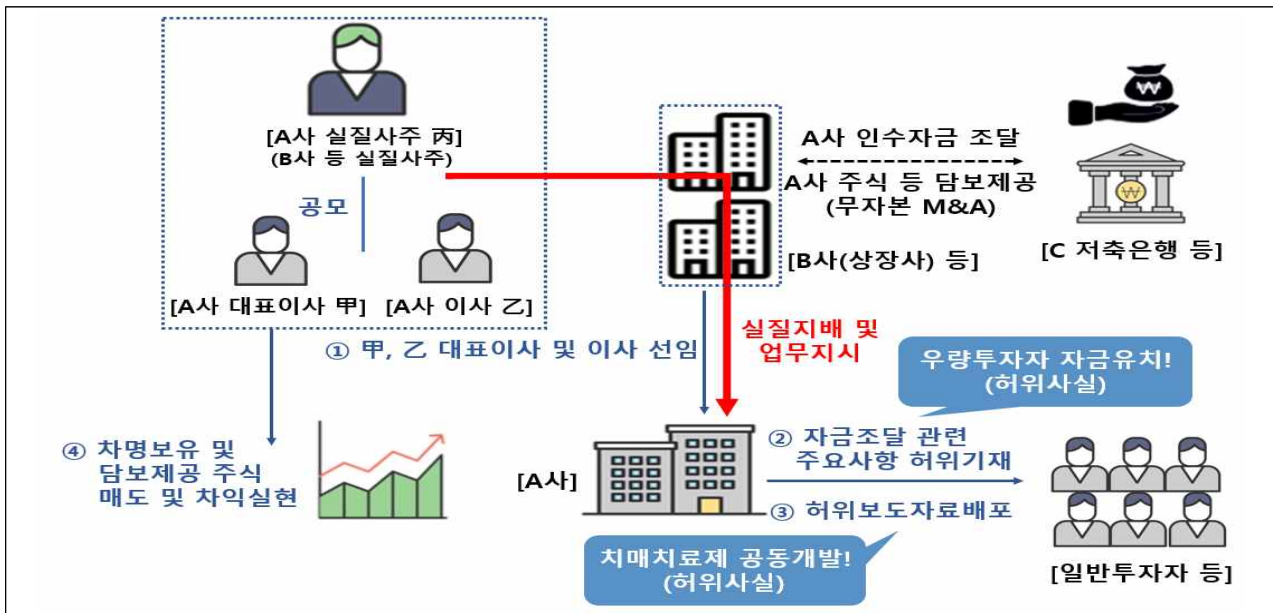 [A사 실질사주 丙]
(B사 등 실질사주)
공모
[A사 대표이사 甲]
[A사 이사 乙]
A사 인수자금 조달
A사 주식 등 담보제공
(무자본 M&A)
₩
₩
[B사(상장사) 등]
[C 저축은행 등]
① 甲, 乙 대표이사 및 이사 선임
실질지배 및
업무지시
우량투자자 자금유치!
(허위사실)
④ 차명보유 및
담보제공 주식
매도 및 차익실현
[A사]
② 자금조달 관련
주요사항 허위기재
③ 허위보도자료배포
치매치료제 공동개발!
(허위사실)
[일반투자자 등]